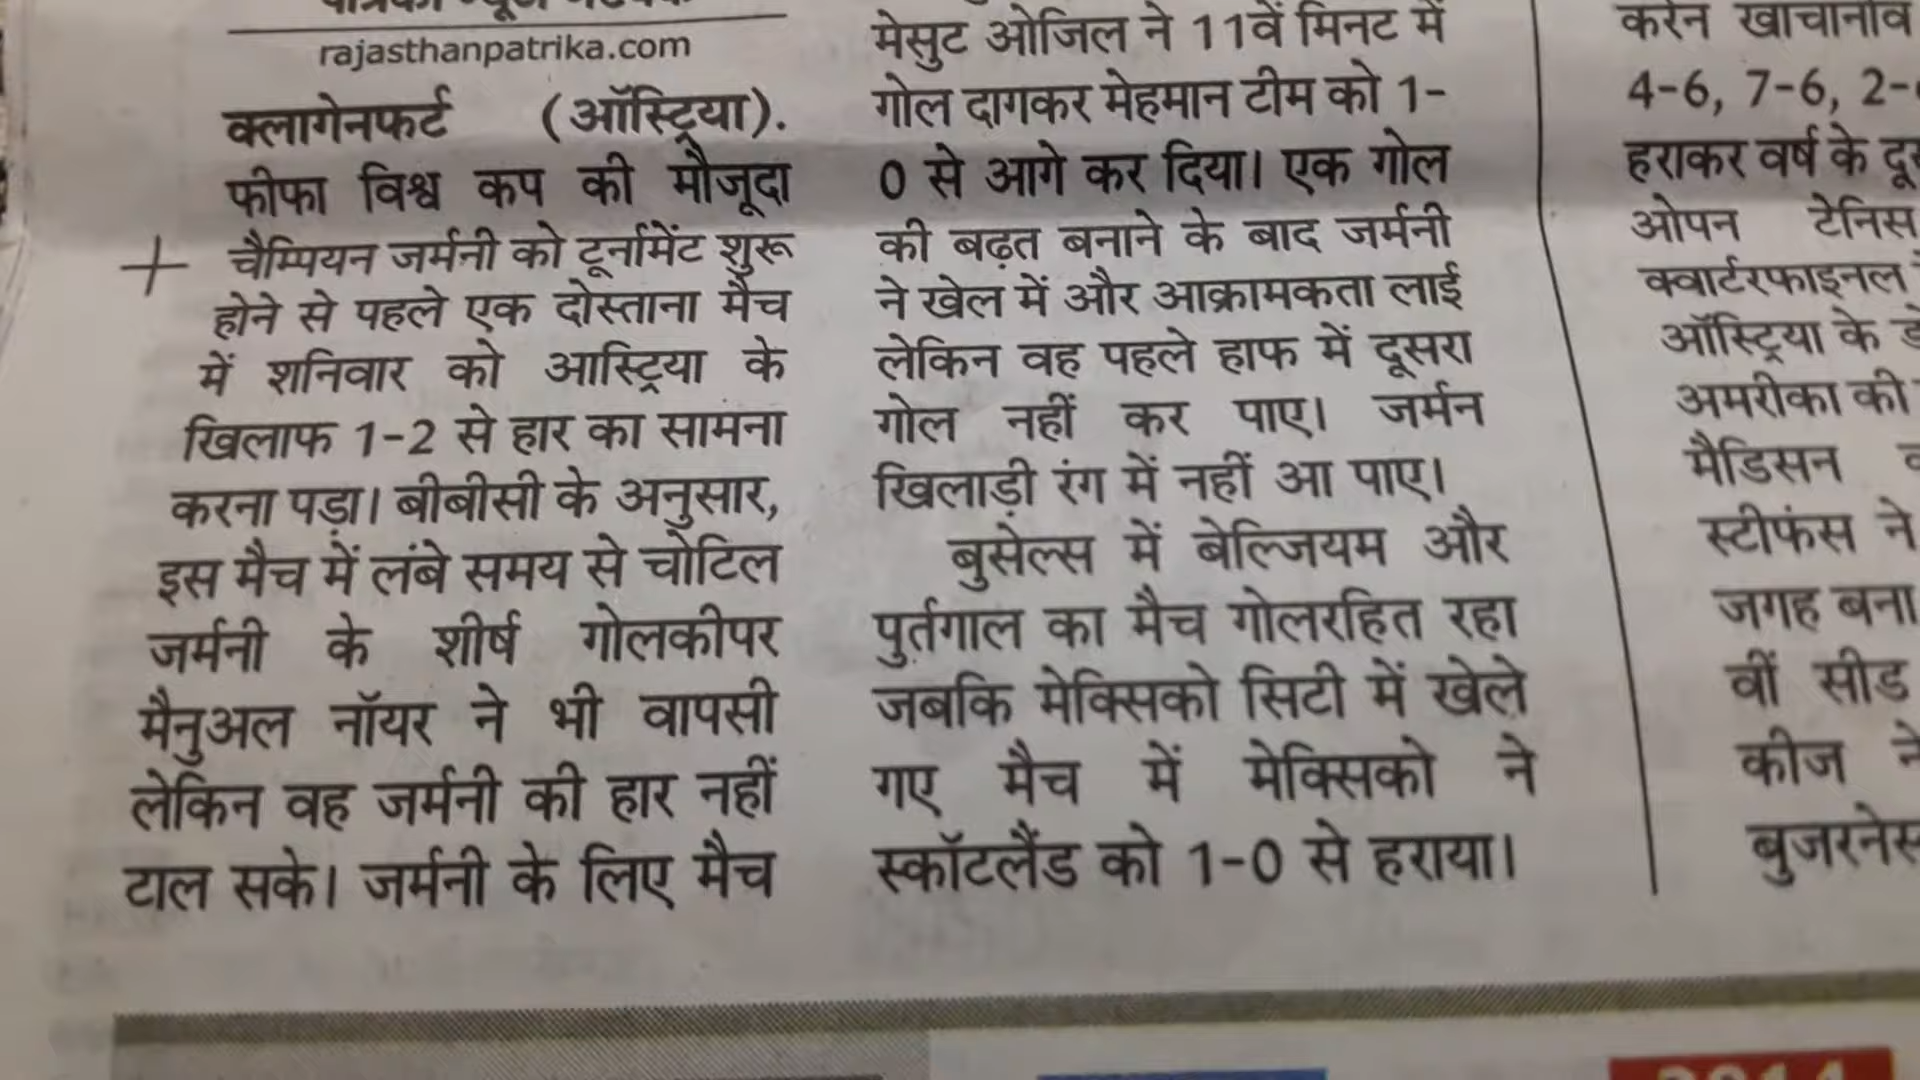 rajasthanpatrika.com
क्लागेनफर्ट (ऑस्ट्रिया).
फीफा विश्व कप की मौजूदा
चैम्पियन जर्मनी को टूर्नामेंट शुरू
होने से पहले एक दोस्ताना मैच
में शनिवार को आस्ट्रिया के
खिलाफ 1-2 से हार का सामना
करना पड़ा। बीबीसी के अनुसार,
इस मैच में लंबे समय से चोटिल
जर्मनी के शीर्ष गोलकीपर
मैनुअल नॉयर ने भी वापसी
लेकिन वह जर्मनी की हार नहीं
टाल सके। जर्मनी के लिए मैच
मेसुट ओजिल ने 11वें मिनट में
गोल दागकर मेहमान टीम को 1-
0 से आगे कर दिया। एक गोल
की बढ़त बनाने के बाद जर्मनी
ने खेल में और आक्रामकता लाई
लेकिन वह पहले हाफ में दूसरा
गोल नहीं कर पाए। जर्मन
खिलाड़ी रंग में नहीं आ पाए।
बुसेल्स में बेल्जियम और
पुर्तगाल का मैच गोलरहित रहा
जबकि मेक्सिको सिटी में खेले
गए मैच में मेक्सिको ने
स्कॉटलैंड को 1-0 से हराया।
करेन खाचानोव
4-6, 7-6, 2-
हराकर वर्ष के
ओपन टेनिस
क्वार्टरफाइनल
ऑस्ट्रिया के
अमरीका की
मैडिसन
स्टीफंस ने
जगह बना
वीं सीड
कीज ने